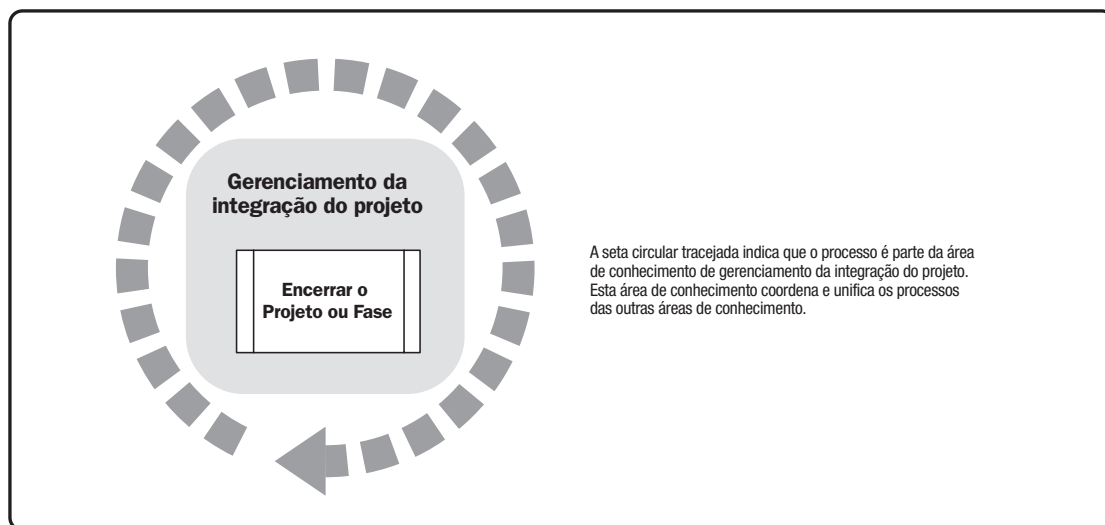 Gerenciamento da
integração do projeto
Encerrar o
Projeto ou Fase
A seta circular tracejada indica que o processo é parte da área
de conhecimento de gerenciamento da integração do projeto.
Esta área de conhecimento coordena e unifica os processos
das outras áreas de conhecimento.